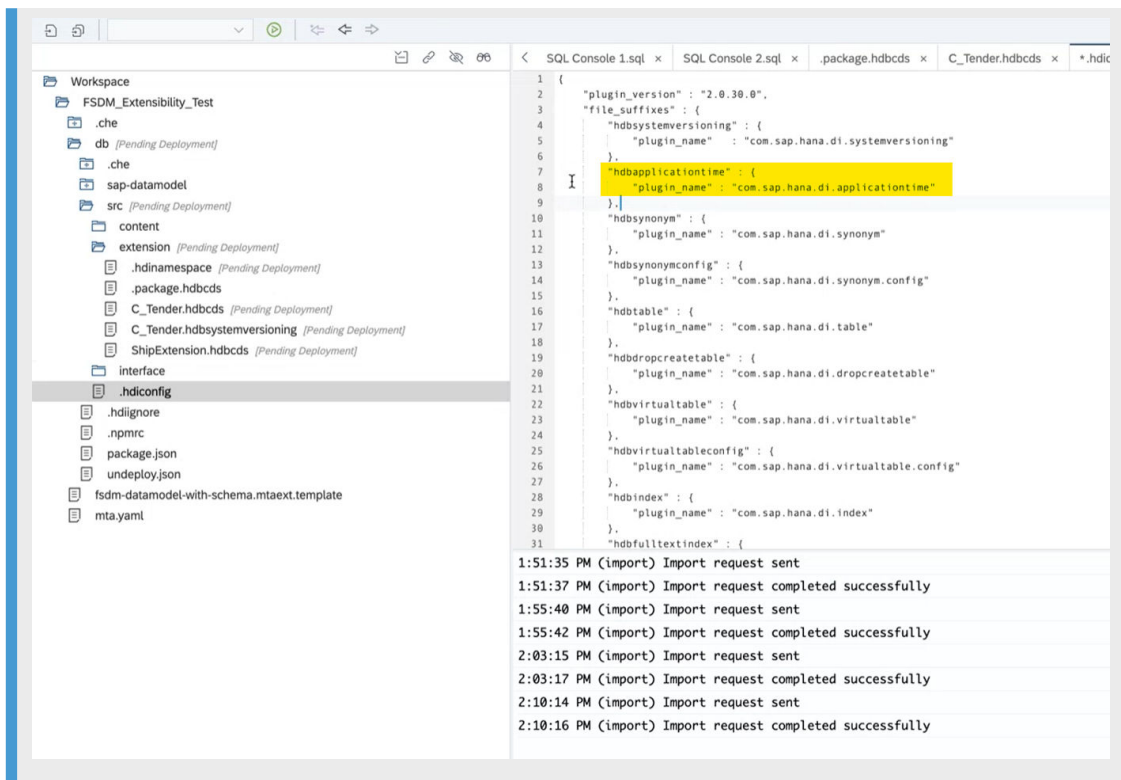 Workspace
FSDM_Extensibility_Test
.che
db [Pending Deployment]
.che
sap-datamodel
src [Pending Deployment]
content
extension [Pending Deployment]
.hdinamespace [Pending Deployment]
.package.hdbcds
C_Tender.hdbcds [Pending Deployment]
C_Tender.hdbsystemversioning [Pending Deployment]
ShipExtension.hdbcds [Pending Deployment]
interface
.hdiconfig
.hdiignore
.npmrc
package.json
undeploy.json
fsdm-datamodel-with-schema.mtaext.template
mta.yaml
SQL Console 1.sql × SQL Console 2.sql × .package.hdbcds × C_Tender.hdbcds × *.hdic
1 {
2 "plugin_version" : "2.0.30.0",
3 "file_suffixes" : {
4 "hdbsystemversioning" : {
5 "plugin_name" : "com.sap.hana.di.systemversioning"
6 },
7 "hdbapplicationtime" : {
8 "plugin_name" : "com.sap.hana.di.applicationtime"
9 },
10 "hdbsynonym" : {
11 "plugin_name" : "com.sap.hana.di.synonym"
12 },
13 "hdbsynonymconfig" : {
14 "plugin_name" : "com.sap.hana.di.synonym.config"
15 },
16 "hdbtable" : {
17 "plugin_name" : "com.sap.hana.di.table"
18 },
19 "hdbdropcreatetable" : {
20 "plugin_name" : "com.sap.hana.di.dropcreatetable"
21 },
22 "hdbvirtualtable" : {
23 "plugin_name" : "com.sap.hana.di.virtualtable"
24 },
25 "hdbvirtualtableconfig" : {
26 "plugin_name" : "com.sap.hana.di.virtualtable.config"
27 },
28 "hdbindex" : {
29 "plugin_name" : "com.sap.hana.di.index"
30 },
31 "hdbfulltextindex" : {
1:51:35 PM (import) Import request sent
1:51:37 PM (import) Import request completed successfully
1:55:40 PM (import) Import request sent
1:55:42 PM (import) Import request completed successfully
2:03:15 PM (import) Import request sent
2:03:17 PM (import) Import request completed successfully
2:10:14 PM (import) Import request sent
2:10:16 PM (import) Import request completed successfully